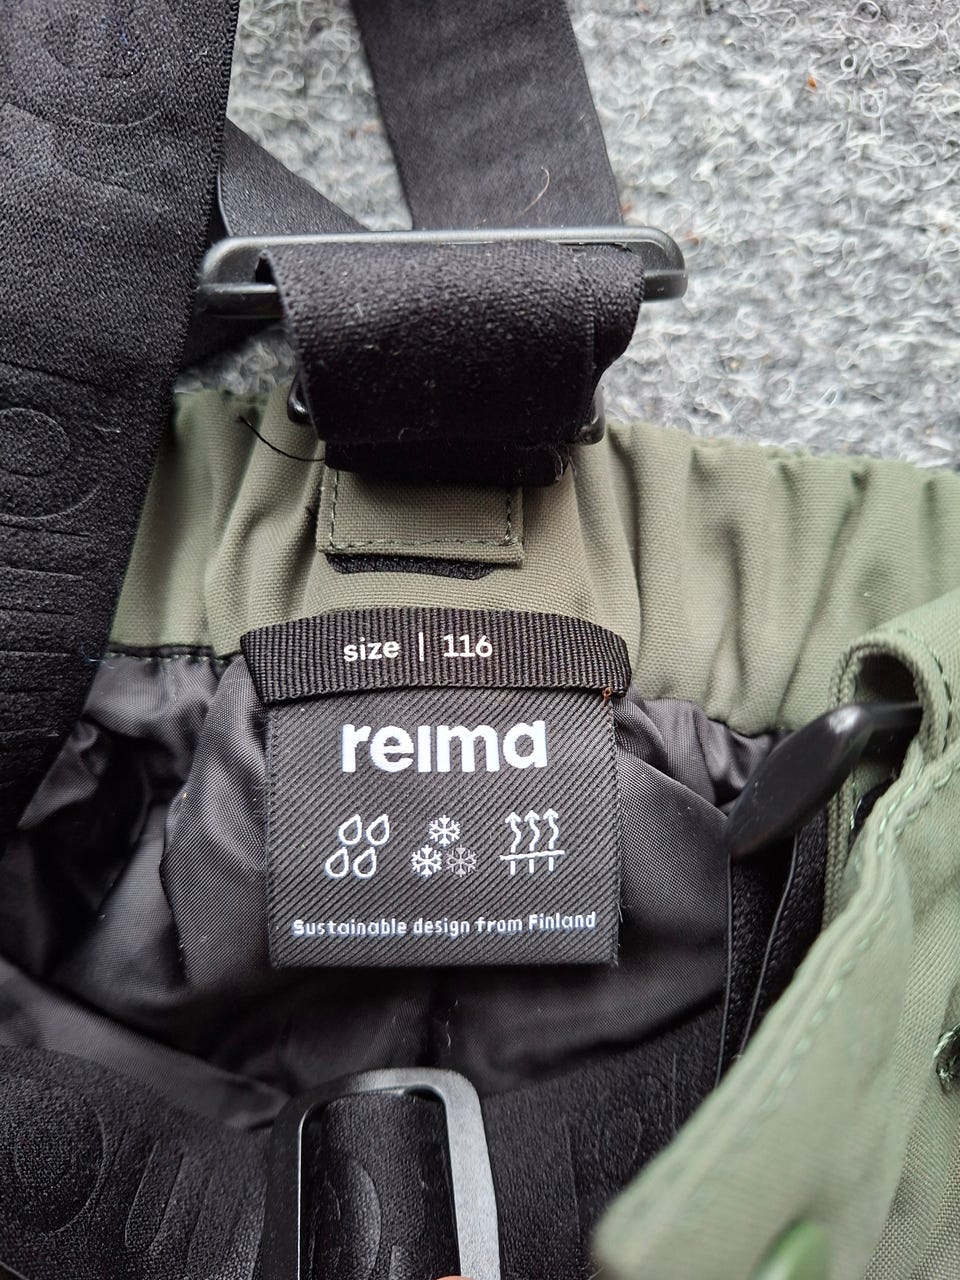 size | 116
reima
Sustainable design from Finland